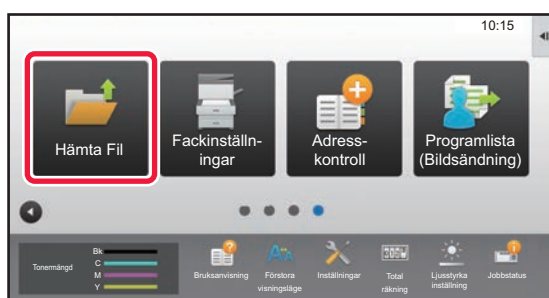 10:15
Hämta Fil
Fackinställn-
ingar
Adress-
kontroll
Programlista
(Bildsändning)
Tonermängd
Bk
C
M
Y
Bruksanvisning
Förstora
visningsläge
Inställningar
Total
räkning
Ljusstyrka
inställning
Jobbstatus